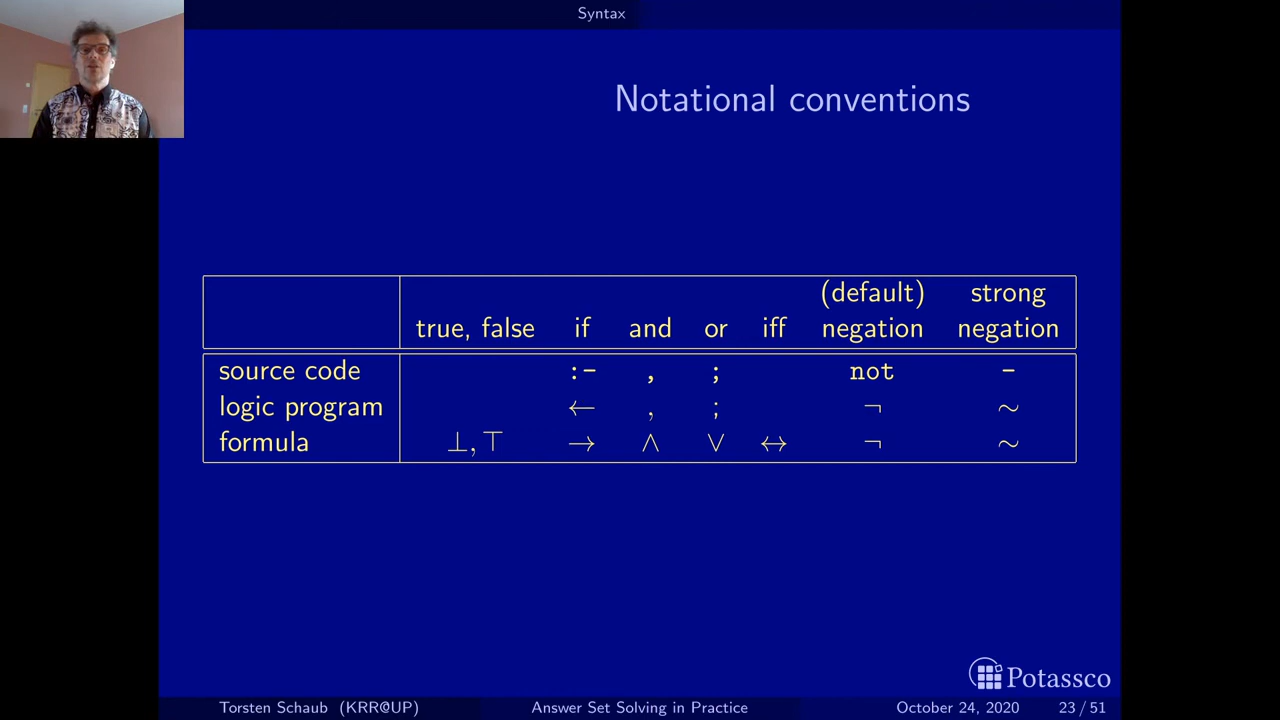 Syntax
Notational conventions
(default) strong
true, false if and or iff negation negation
source code :- , ; not -
logic program ← , ; ¬ ∼
formula ⊥, ⊤ → ∧ ∨ ↔ ¬ ∼
Potassco
Torsten Schaub (KRR@UP) Answer Set Solving in Practice October 24, 2020 23 / 51